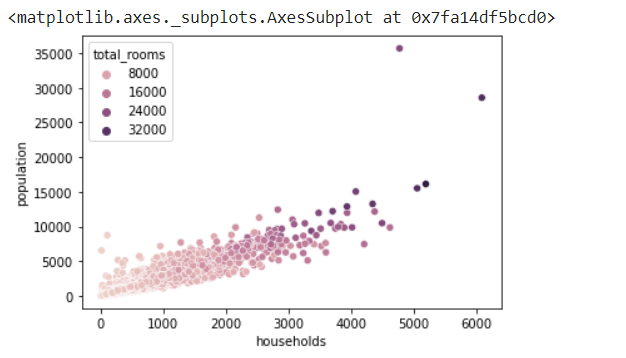 <matplotlib.axes._subplots.AxesSubplot at 0x7fa14df5bcd0>
total_rooms
8000
16000
24000
32000
35000
30000
25000
20000
15000
10000
5000
0
population
0 1000 2000 3000 4000 5000 6000
households